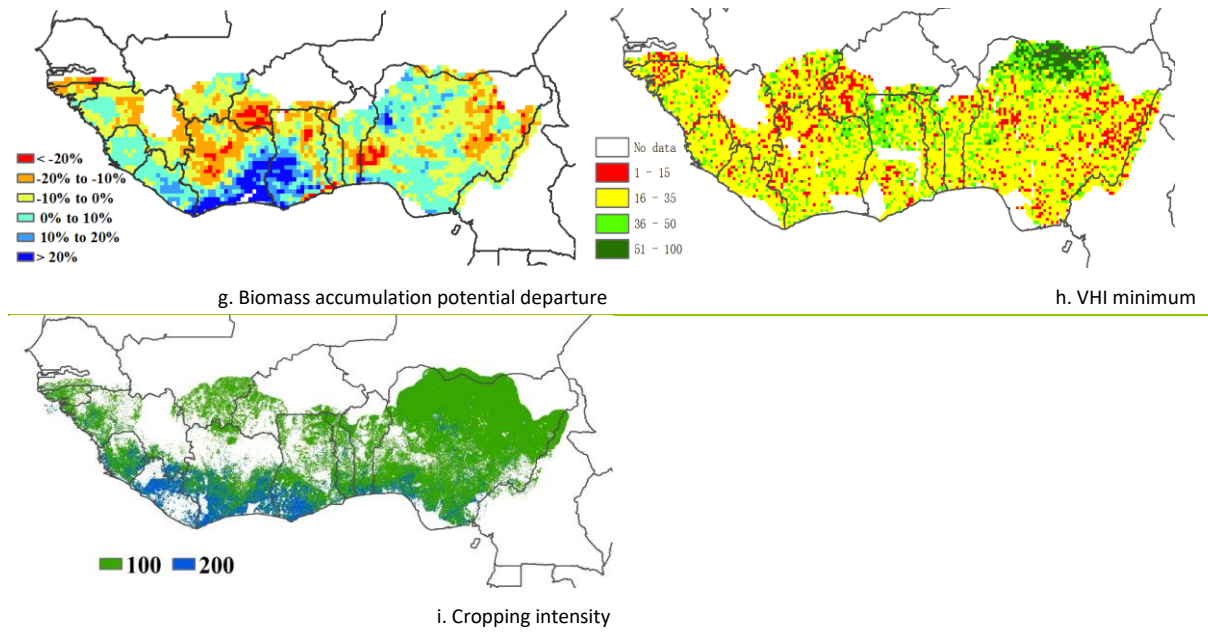 < -20%
-20% to -10%
-10% to 0%
0% to 10%
10% to 20%
> 20%
g. Biomass accumulation potential departure
No data
1 - 15
16 - 35
36 - 50
51 - 100
h. VHI minimum
100 200
i. Cropping intensity